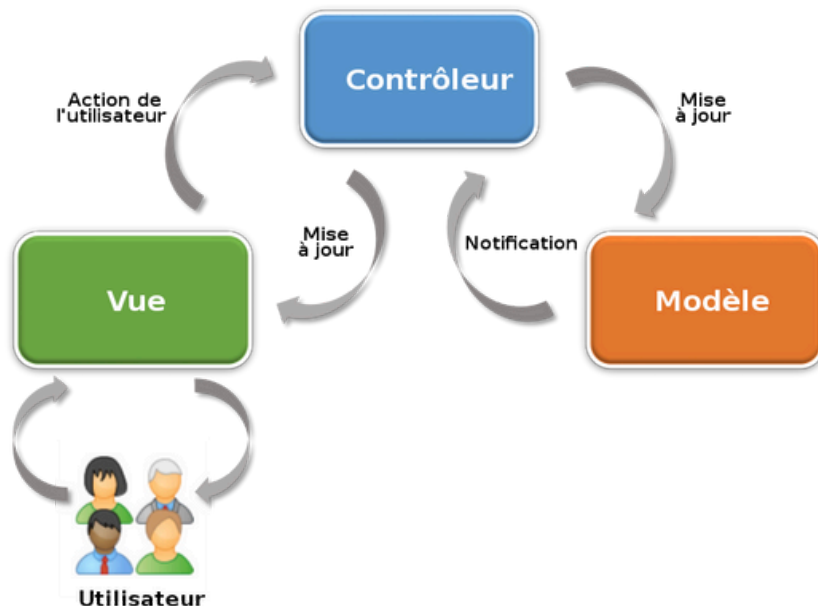 Contrôleur
Action de
l'utilisateur
Mise
à jour
Mise
à jour
Notification
Vue
Modèle
Utilisateur